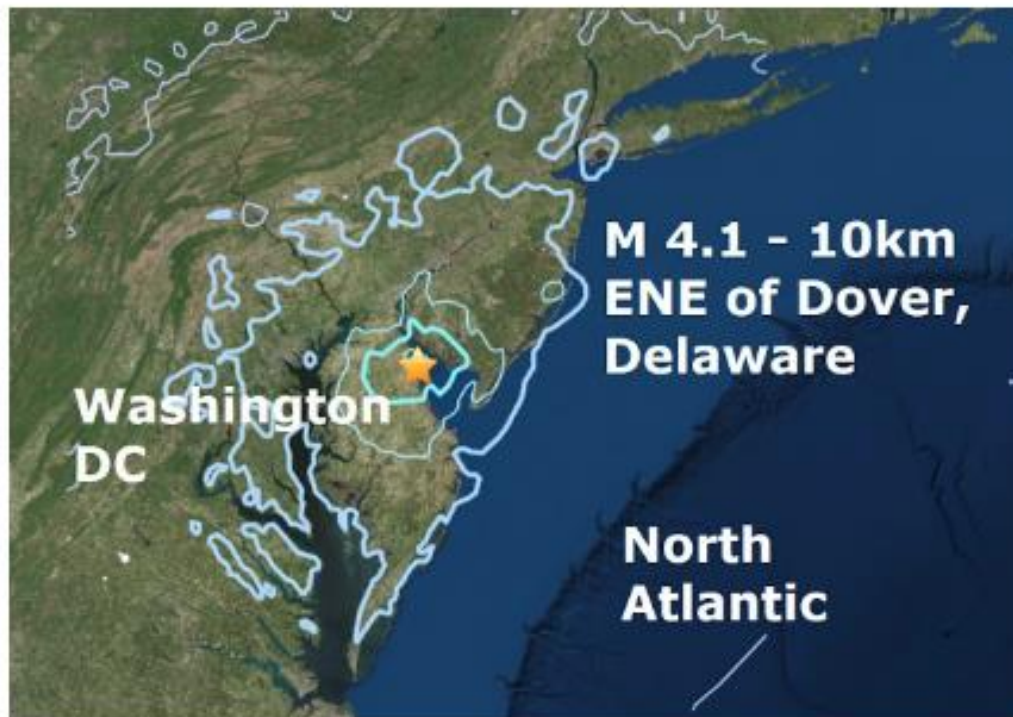 M 4.1 - 10km
ENE of Dover,
Delaware
Washington
DC
North
Atlantic